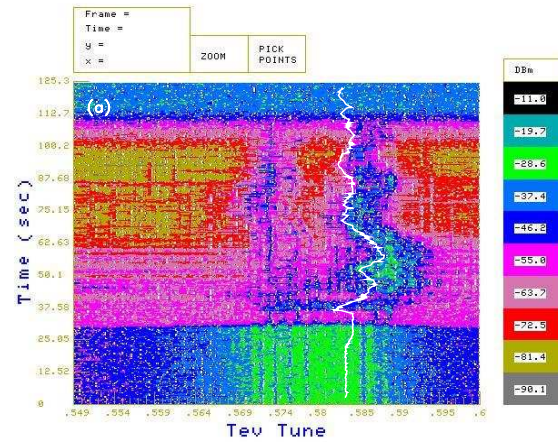 Frame =
Time =
y =
x =
ZOOM
PICK
POINTS
DBm
125.3
112.7
100.2
87.68
75.15
62.63
50.1
37.58
25.05
12.52
0
(a)
-11.0
-19.7
-28.6
-37.4
-46.2
-55.0
-63.7
-72.5
-81.4
-90.1
Time (sec)
.549 .554 .559 .564 .569 .574 .58 .585 .59 .595 .6
Tev Tune